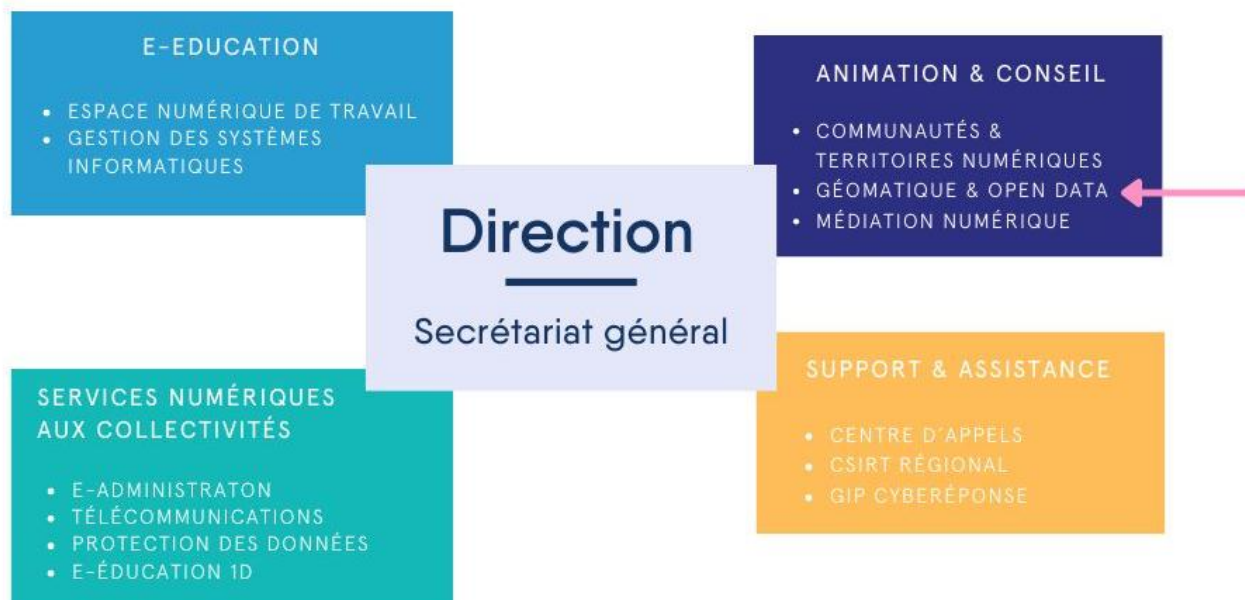 E-EDUCATION
• ESPACE NUMÉRIQUE DE TRAVAIL
• GESTION DES SYSTÈMES
INFORMATIQUES
ANIMATION & CONSEIL
• COMMUNAUTÉS &
TERRITOIRES NUMÉRIQUES
• GÉOMATIQUE & OPEN DATA
• MÉDIATION NUMÉRIQUE
Direction
Secrétariat général
SERVICES NUMÉRIQUES
AUX COLLECTIVITÉS
• E-ADMINISTRATON
• TÉLÉCOMMUNICATIONS
• PROTECTION DES DONNÉES
• E-ÉDUCATION 1D
SUPPORT & ASSISTANCE
• CENTRE D'APPELS
• CSIRT RÉGIONAL
• GIP CYBERÉPONSE